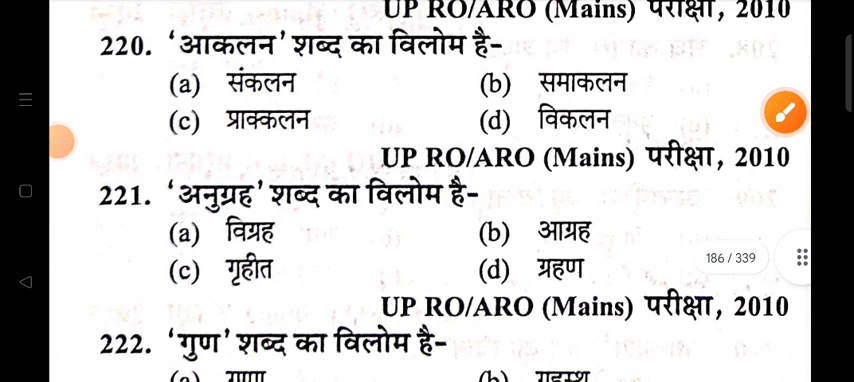 UP RO/ARO (Mains) परीक्षा, 2010
220. ‘आकलन’ शब्द का विलोम है-
(a) संकलन (b) समाकलन
(c) प्राक्कलन (d) विकलन
UP RO/ARO (Mains) परीक्षा, 2010
221. ‘अनुग्रह’ शब्द का विलोम है-
(a) विग्रह (b) आग्रह
(c) गृहीत (d) ग्रहण
186 / 339
UP RO/ARO (Mains) परीक्षा, 2010
222. ‘गुण’ शब्द का विलोम है-
(a) (b)